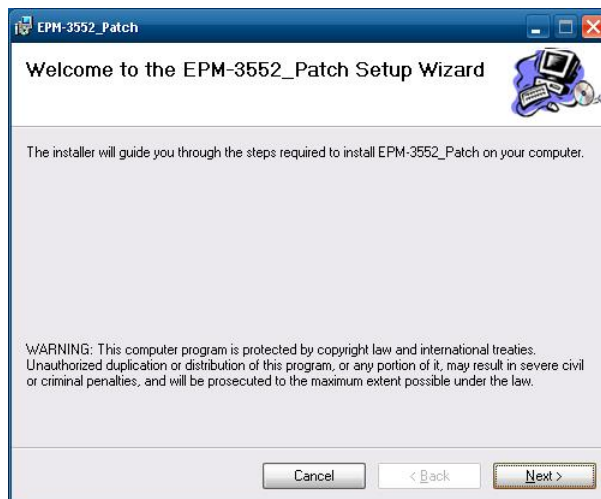 EPM-3552_Patch
Welcome to the EPM-3552_Patch Setup Wizard
The installer will guide you through the steps required to install EPM-3552_Patch on your computer.
WARNING: This computer program is protected by copyright law and international treaties.
Unauthorized duplication or distribution of this program, or any portion of it, may result in severe civil
or criminal penalties, and will be prosecuted to the maximum extent possible under the law.
Cancel
< Back
Next >